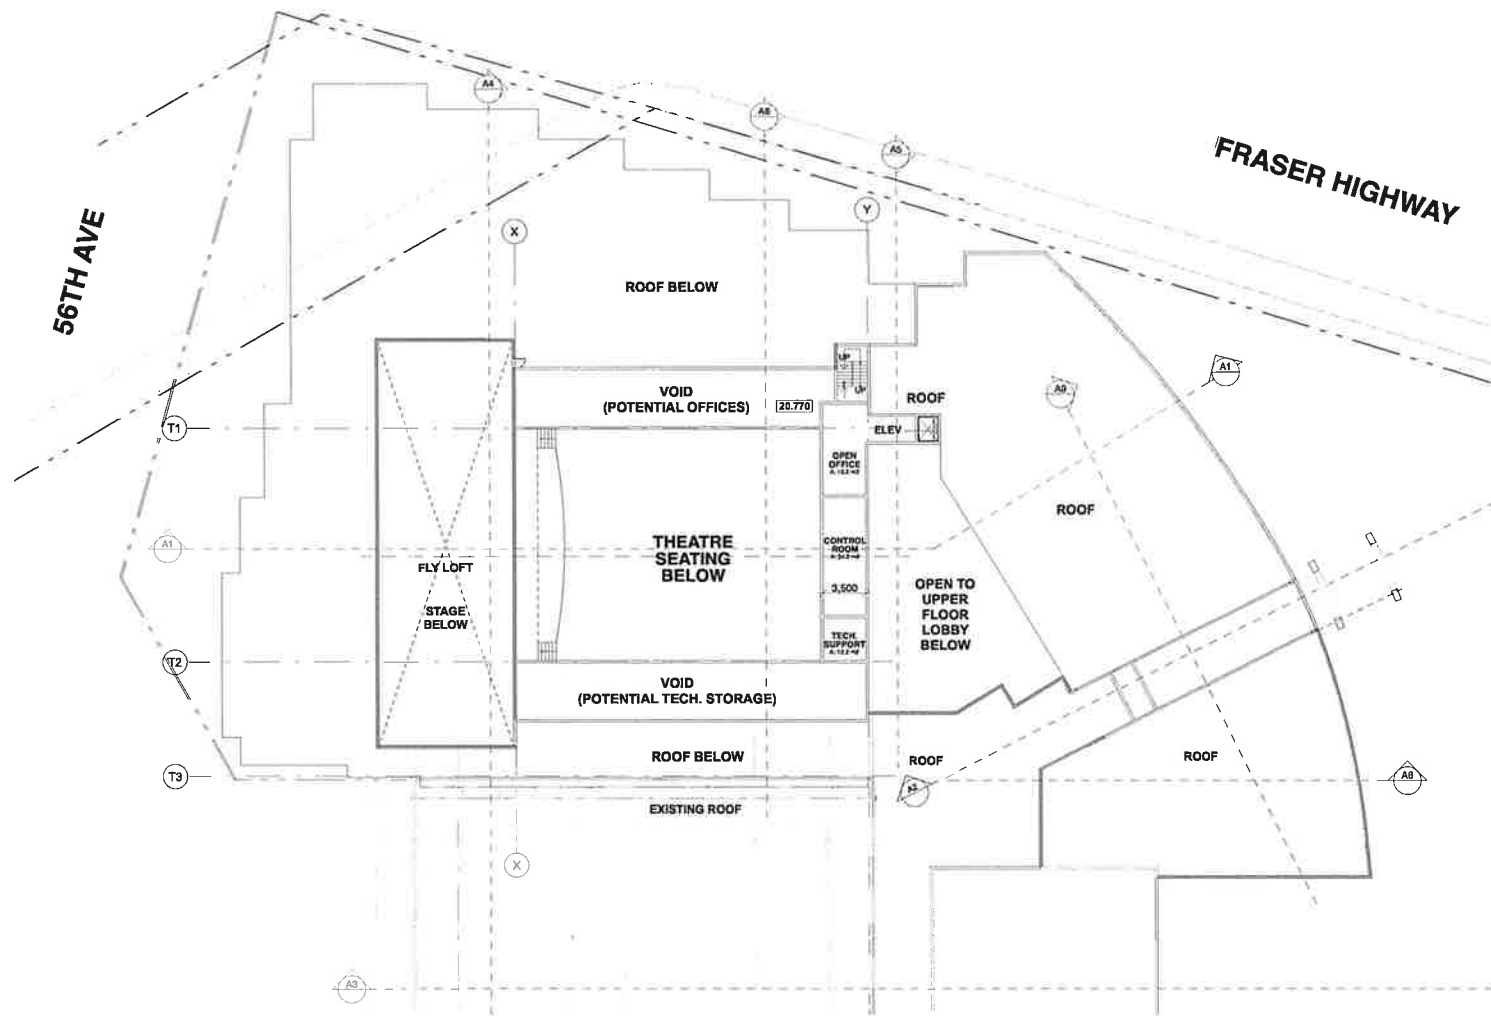 A4
A6
A5
FRASER HIGHWAY
56TH AVE
Y
X
ROOF BELOW
UP
UP
A1
A9
VOID
(POTENTIAL OFFICES)
20.770
ROOF
T1
ELEV
OPEN
OFFICE
ROOF
A1
THEATRE
SEATING
BELOW
CONTROL
ROOM
FLY LOFT
3,500
OPEN TO
UPPER
FLOOR
LOBBY
BELOW
STAGE
BELOW
TECH.
SUPPORT
T2
VOID
(POTENTIAL TECH. STORAGE)
ROOF BELOW
ROOF
ROOF
T3
A2
A8
EXISTING ROOF
X
A3